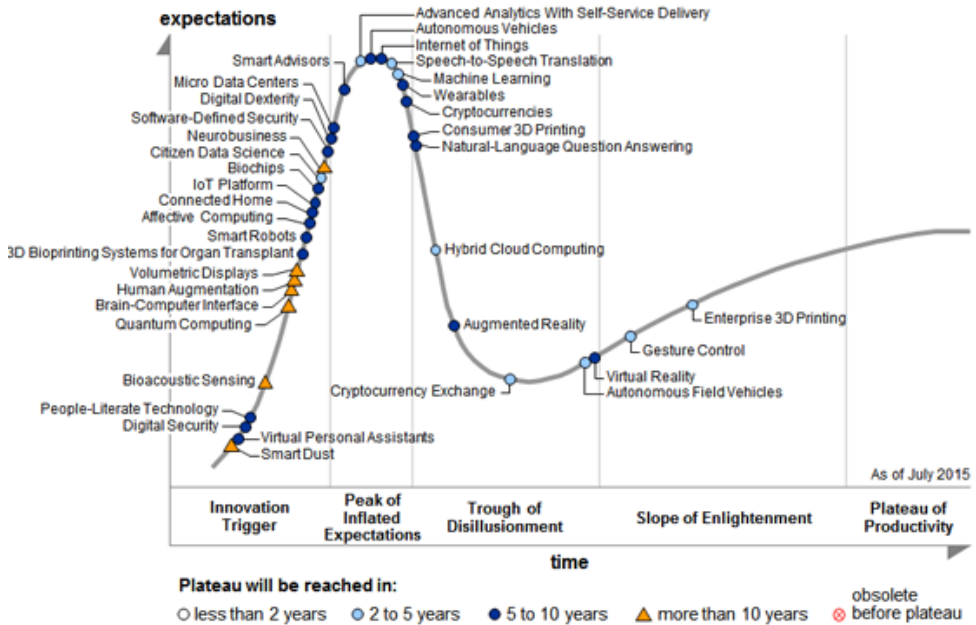 expectations
Advanced Analytics With Self-Service Delivery
Autonomous Vehicles
Internet of Things
Speech-to-Speech Translation
Machine Learning
Wearables
Cryptocurrencies
Consumer 3D Printing
Natural-Language Question Answering
Smart Advisors
Micro Data Centers
Digital Dexterity
Software-Defined Security
Neurobusiness
Citizen Data Science
Biochips
IoT Platform
Connected Home
Affective Computing
Smart Robots
3D Bioprinting Systems for Organ Transplant
Volumetric Displays
Human Augmentation
Brain-Computer Interface
Quantum Computing
Bioacoustic Sensing
People-Literate Technology
Digital Security
Virtual Personal Assistants
Smart Dust
Hybrid Cloud Computing
Augmented Reality
Cryptocurrency Exchange
Enterprise 3D Printing
Gesture Control
Virtual Reality
Autonomous Field Vehicles
As of July 2015
Innovation
Trigger
Peak of
Inflated
Expectations
Trough of
Disillusionment
Slope of Enlightenment
Plateau of
Productivity
time
Plateau will be reached in:
less than 2 years
2 to 5 years
5 to 10 years
more than 10 years
obsolete
before plateau